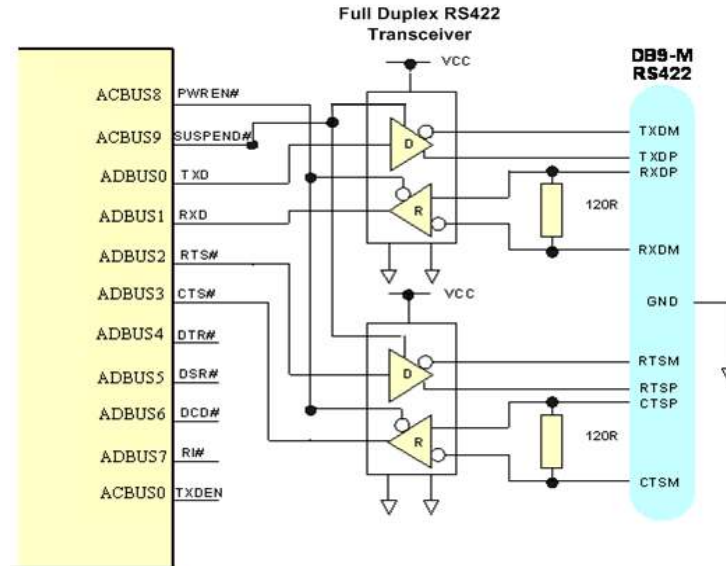 Full Duplex RS422
Transceiver
DB9-M
RS422
VCC
ACBUS8 PWREN#
ACBUS9 SUSPEND#
ADBUS0 TXD
ADBUS1 RXD
ADBUS2 RTS#
ADBUS3 CTS#
ADBUS4 DTR#
ADBUS5 DSR#
ADBUS6 DCD#
ADBUS7 RI#
ACBUS0 TXDEN
D
R
120R
VCC
D
R
120R
TXDM
TXDP
RXDP
RXDM
GND
RTSM
RTSP
CTSP
CTSM